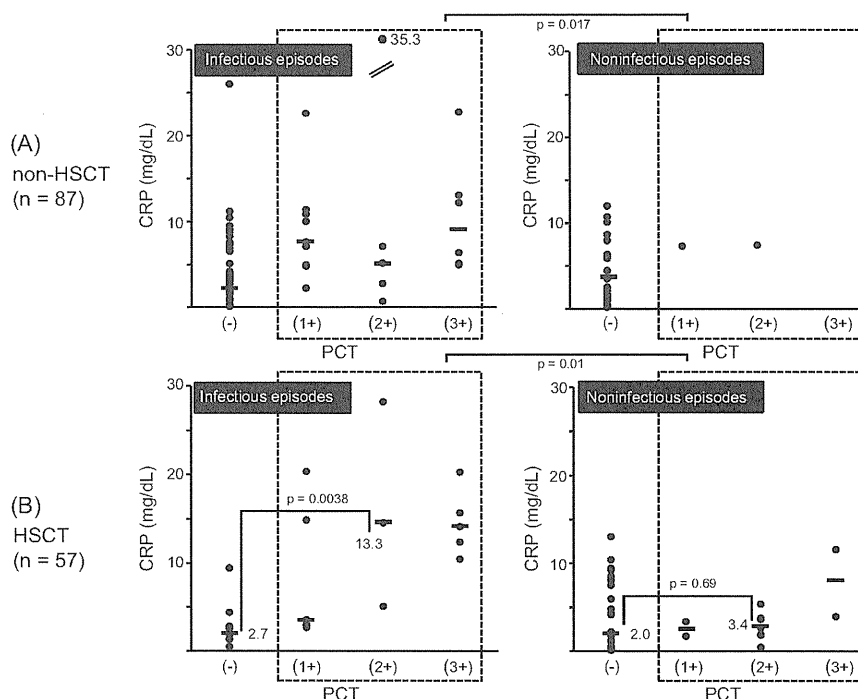 p = 0.017
30
20
10
CRP (mg/dL)
Infectious episodes
35.3
(-)
(1+)
(2+)
(3+)
PCT
30
20
10
CRP (mg/dL)
Noninfectious episodes
(-)
(1+)
(2+)
(3+)
PCT
(A)
non-HSCT
(n = 87)
p = 0.01
30
20
10
CRP (mg/dL)
Infectious episodes
p = 0.0038
13.3
2.7
(-)
(1+)
(2+)
(3+)
PCT
30
20
10
CRP (mg/dL)
Noninfectious episodes
p = 0.69
2.0
3.4
(-)
(1+)
(2+)
(3+)
PCT
(B)
HSCT
(n = 57)